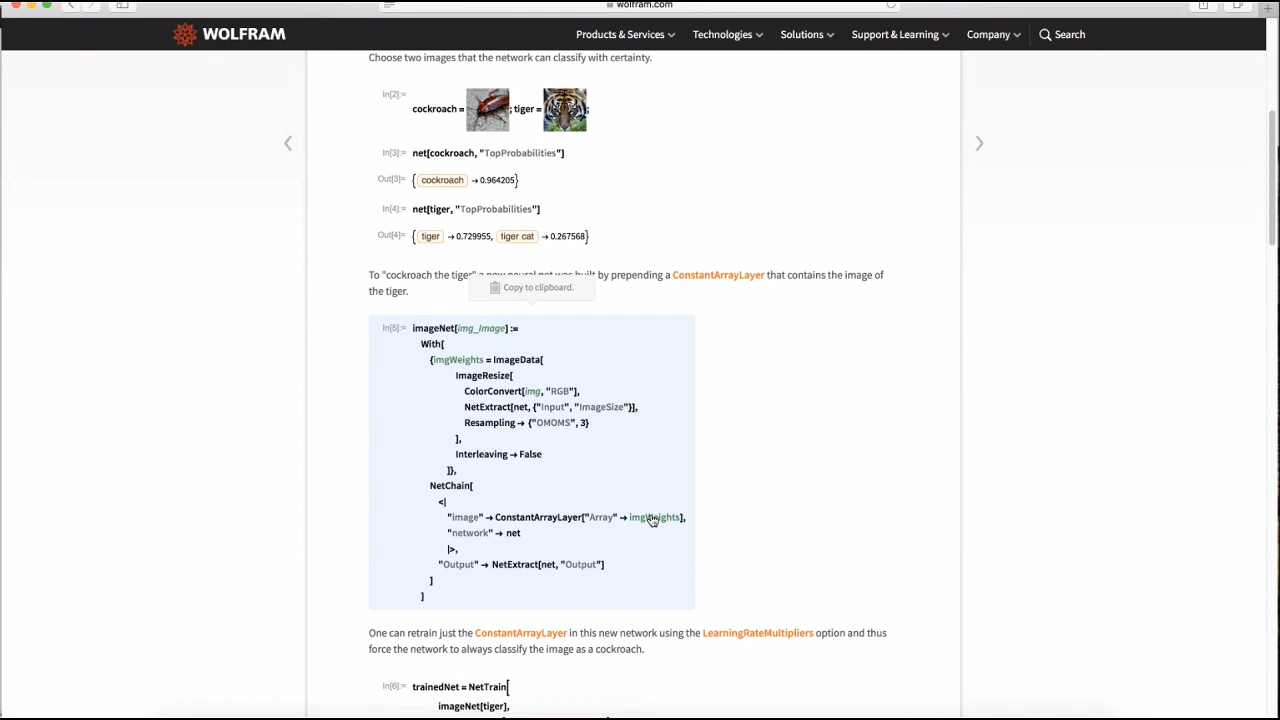 wolfram.com
WOLFRAM
Products & Services Technologies Solutions Support & Learning Company Search
Choose two images that the network can classify with certainty.
In[2]:=
cockroach = ; tiger = ;
In[3]:= net[cockroach, "TopProbabilities"]
Out[3]= { cockroach → 0.964205}
In[4]:= net[tiger, "TopProbabilities"]
Out[4]= { tiger → 0.729955, tiger cat → 0.267568}
To "cockroach the tiger" a new neural net was built by prepending a ConstantArrayLayer that contains the image of
Copy to clipboard.
the tiger.
In[5]:= imageNet[img_Image] :=
With[
{imgWeights = ImageData[
ImageResize[
ColorConvert[img, "RGB"],
NetExtract[net, {"Input", "ImageSize"}],
Resampling → {"OMOMS", 3}
],
Interleaving → False
]},
NetChain[
<|
"image" → ConstantArrayLayer["Array" → imgWeights],
"network" → net
|>,
"Output" → NetExtract[net, "Output"]
]
]
One can retrain just the ConstantArrayLayer in this new network using the LearningRateMultipliers option and thus
force the network to always classify the image as a cockroach.
In[6]:= trainedNet = NetTrain[
imageNet[tiger],